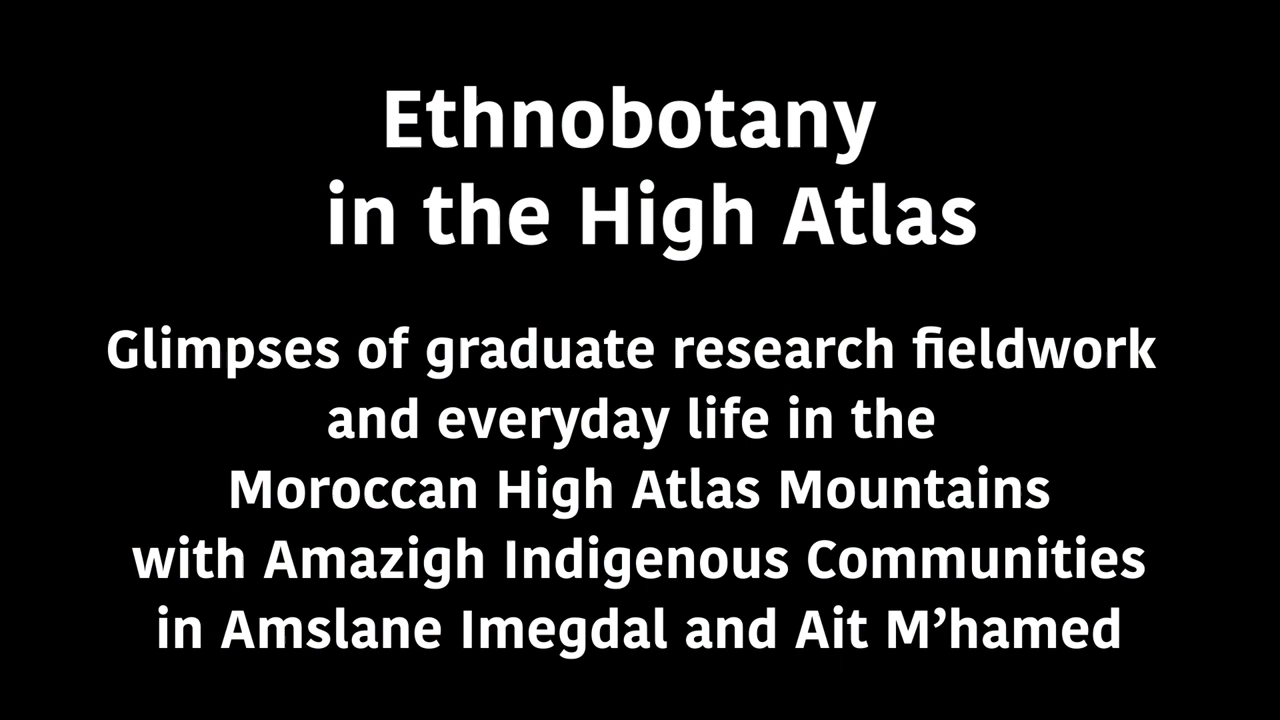 Ethnobotany
in the High Atlas
Glimpses of graduate research fieldwork
and everyday life in the
Moroccan High Atlas Mountains
with Amazigh Indigenous Communities
in Amslane Imegdal and Ait M’hamed